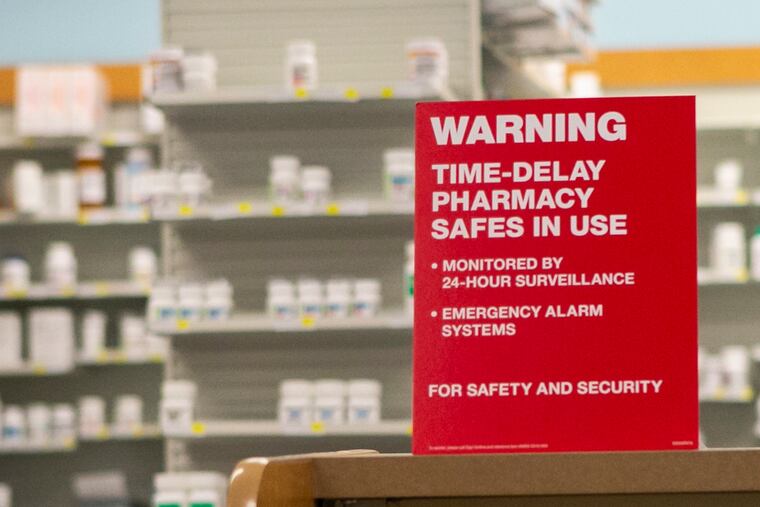 WARNING
TIME-DELAY
PHARMACY
SAFES IN USE
• MONITORED BY
24-HOUR SURVEILLANCE
• EMERGENCY ALARM
SYSTEMS
FOR SAFETY AND SECURITY